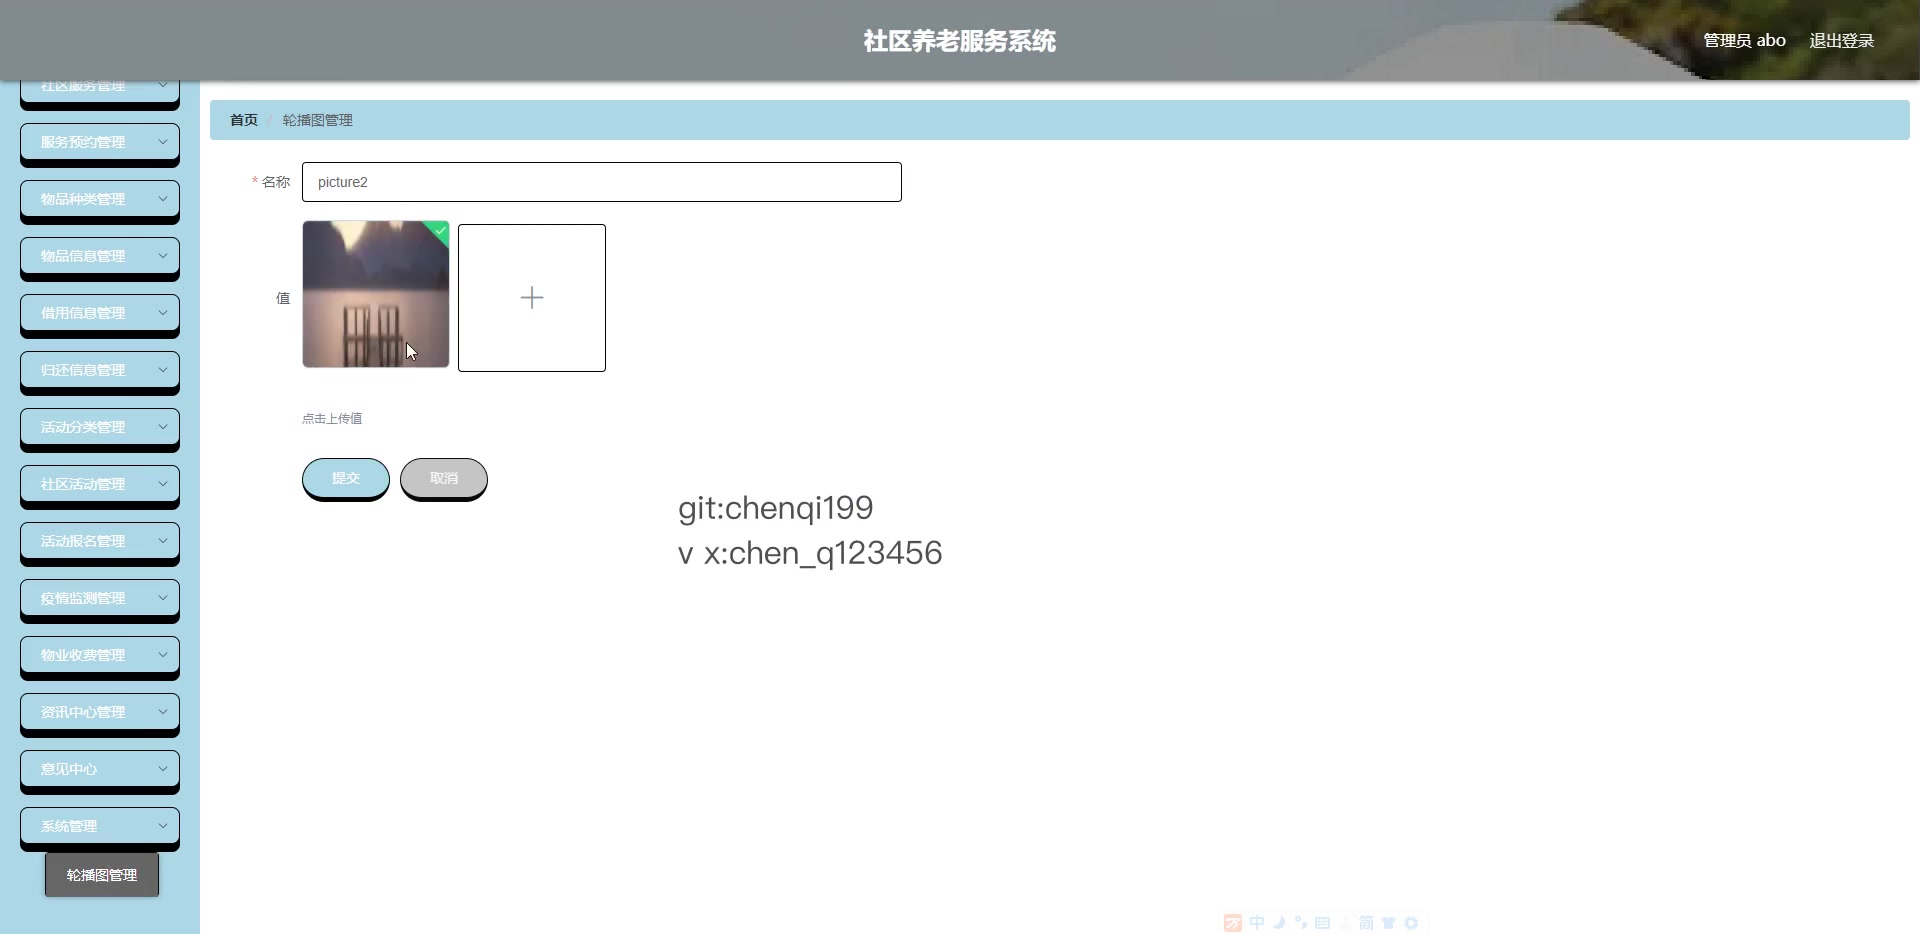 社区养老服务系统
管理员 abo
退出登录
社区服务管理
服务预约管理
物品种类管理
物品信息管理
借用信息管理
归还信息管理
活动分类管理
社区活动管理
活动报名管理
疫情监测管理
物业收费管理
资讯中心管理
意见中心
系统管理
轮播图管理
首页 / 轮播图管理
* 名称
picture2
值
点击上传值
提交
取消
git:chenqi199
v x:chen_q123456
中
简